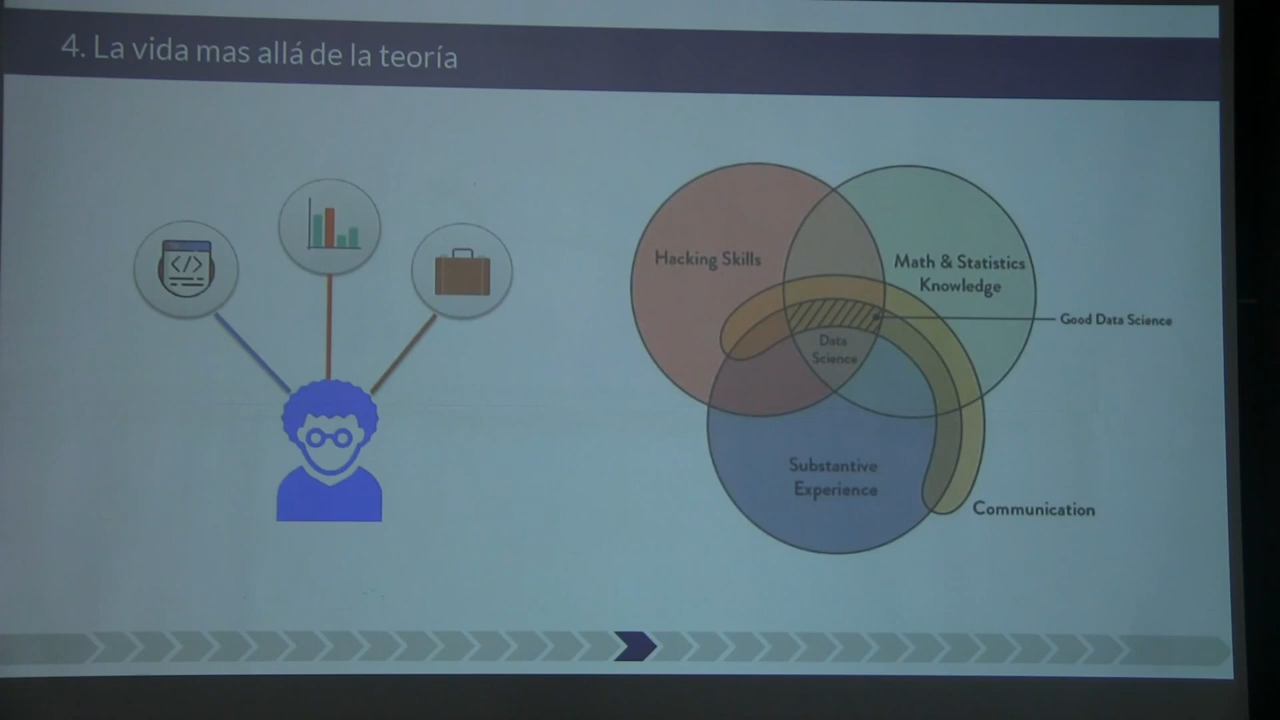 4. La vida mas allá de la teoría
</>
Hacking Skills
Math & Statistics
Knowledge
Good Data Science
Data
Science
Substantive
Experience
Communication